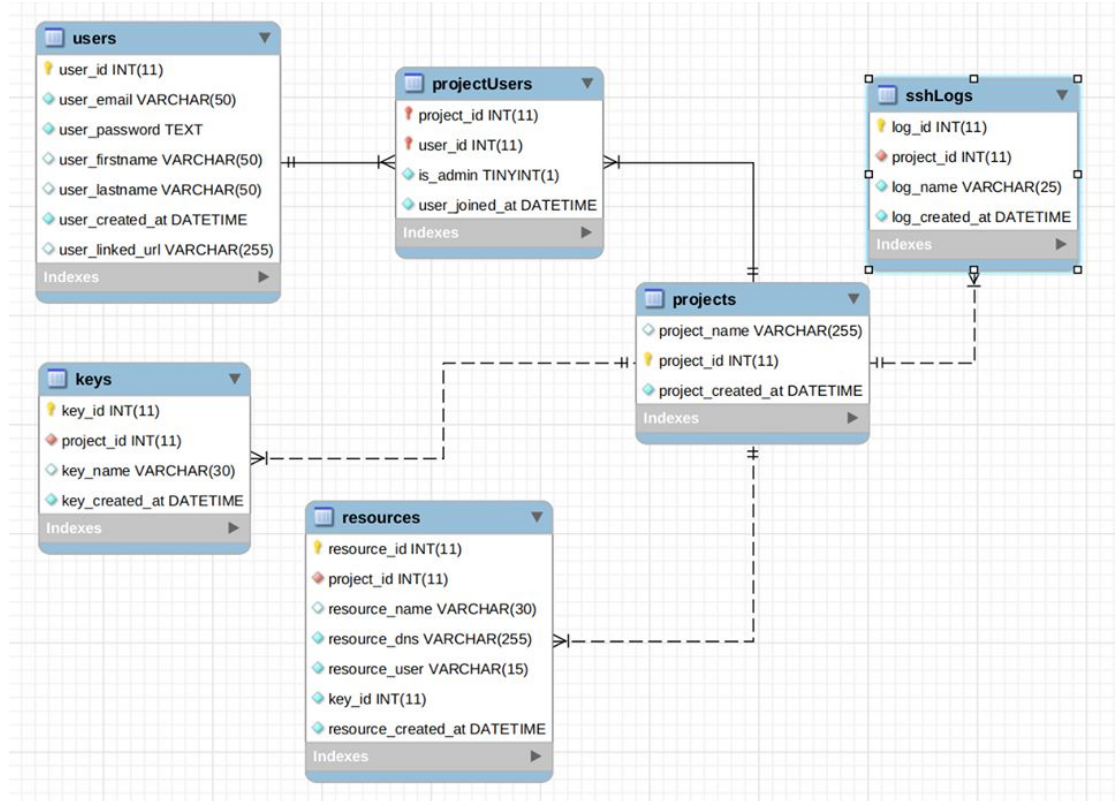 users
user_id INT(11)
user_email VARCHAR(50)
user_password TEXT
user_firstname VARCHAR(50)
user_lastname VARCHAR(50)
user_created_at DATETIME
user_linked_url VARCHAR(255)
Indexes
projectUsers
project_id INT(11)
user_id INT(11)
is_admin TINYINT(1)
user_joined_at DATETIME
Indexes
sshLogs
log_id INT(11)
project_id INT(11)
log_name VARCHAR(25)
log_created_at DATETIME
Indexes
projects
project_name VARCHAR(255)
project_id INT(11)
project_created_at DATETIME
Indexes
keys
key_id INT(11)
project_id INT(11)
key_name VARCHAR(30)
key_created_at DATETIME
Indexes
resources
resource_id INT(11)
project_id INT(11)
resource_name VARCHAR(30)
resource_dns VARCHAR(255)
resource_user VARCHAR(15)
key_id INT(11)
resource_created_at DATETIME
Indexes